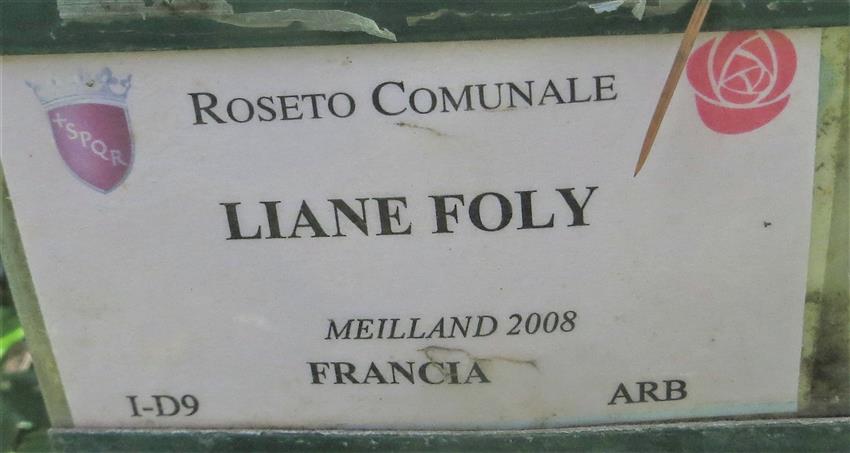 ROSETO COMUNALE
+SPQR
LIANE FOLY
MEILLAND 2008
FRANCIA
I-D9
ARB